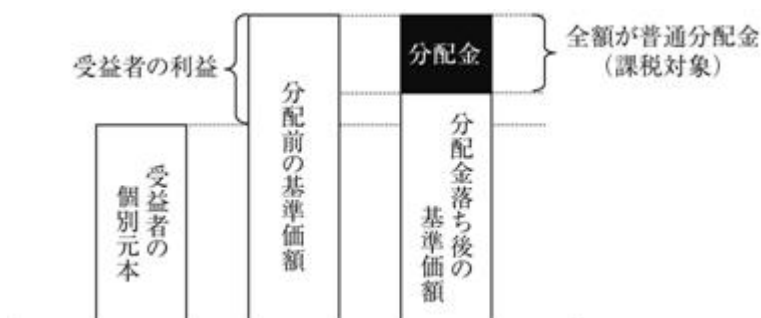 受益者の利益
分配金
全額が普通分配金
（課税対象）
受益者の
個別元本
分配前の基準価額
分配金落ち後の
基準価額